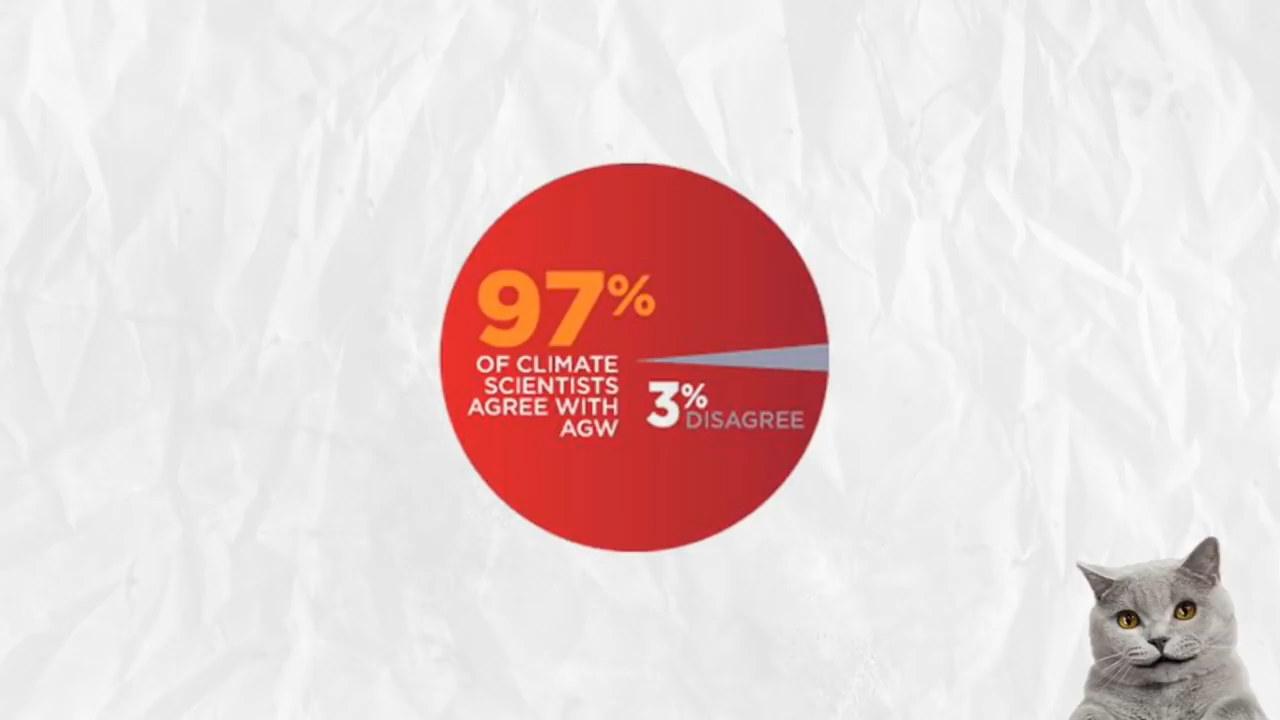 97%
OF CLIMATE
SCIENTISTS
AGREE WITH
AGW
3%
DISAGREE